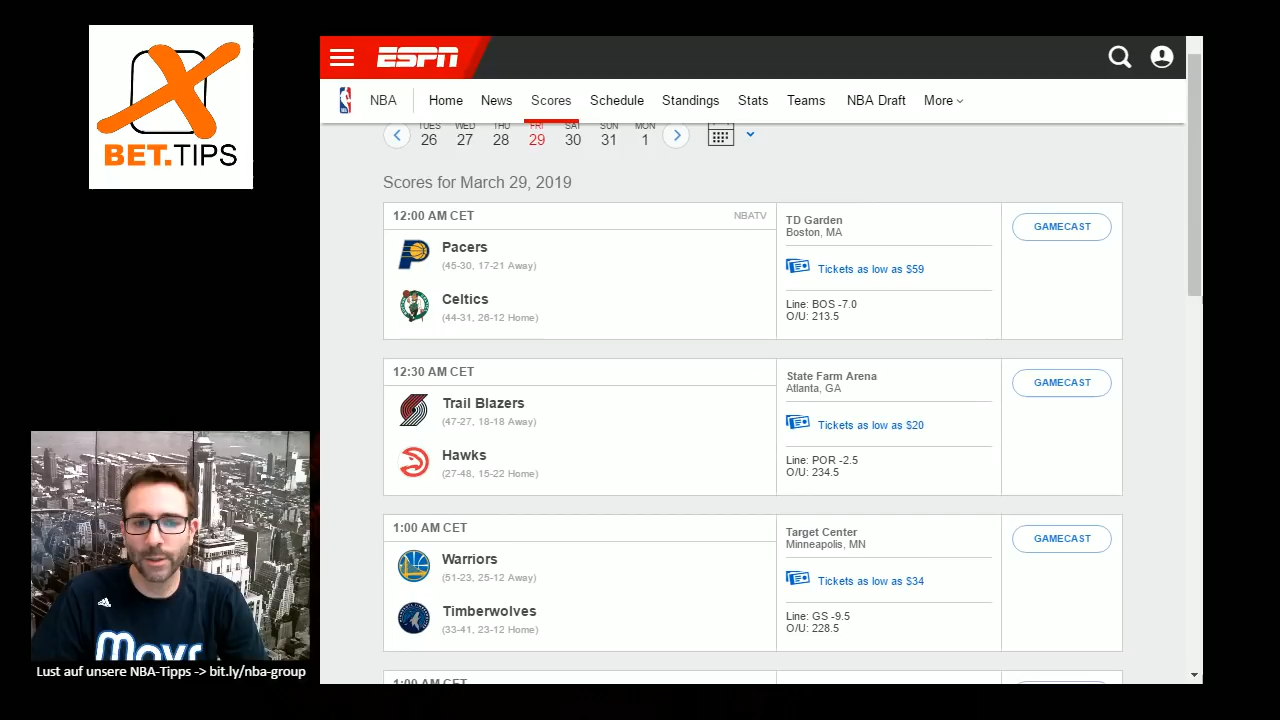 BET.TIPS
ESPN
NBA Home News Scores Schedule Standings Stats Teams NBA Draft More
TUES WED THU FRI SAT SUN MON
26 27 28 29 30 31 1
Scores for March 29, 2019
12:00 AM CET NBATV
Pacers
(45-30, 17-21 Away)
Celtics
(44-31, 26-12 Home)
TD Garden
Boston, MA
Tickets as low as $59
Line: BOS -7.0
O/U: 213.5
GAMECAST
12:30 AM CET
Trail Blazers
(47-27, 18-18 Away)
Hawks
(27-48, 15-22 Home)
State Farm Arena
Atlanta, GA
Tickets as low as $20
Line: POR -2.5
O/U: 234.5
GAMECAST
1:00 AM CET
Warriors
(51-23, 25-12 Away)
Timberwolves
(33-41, 23-12 Home)
Target Center
Minneapolis, MN
Tickets as low as $34
Line: GS -9.5
O/U: 228.5
GAMECAST
1:00 AM CET
Lust auf unsere NBA-Tipps -> bit.ly/nba-group